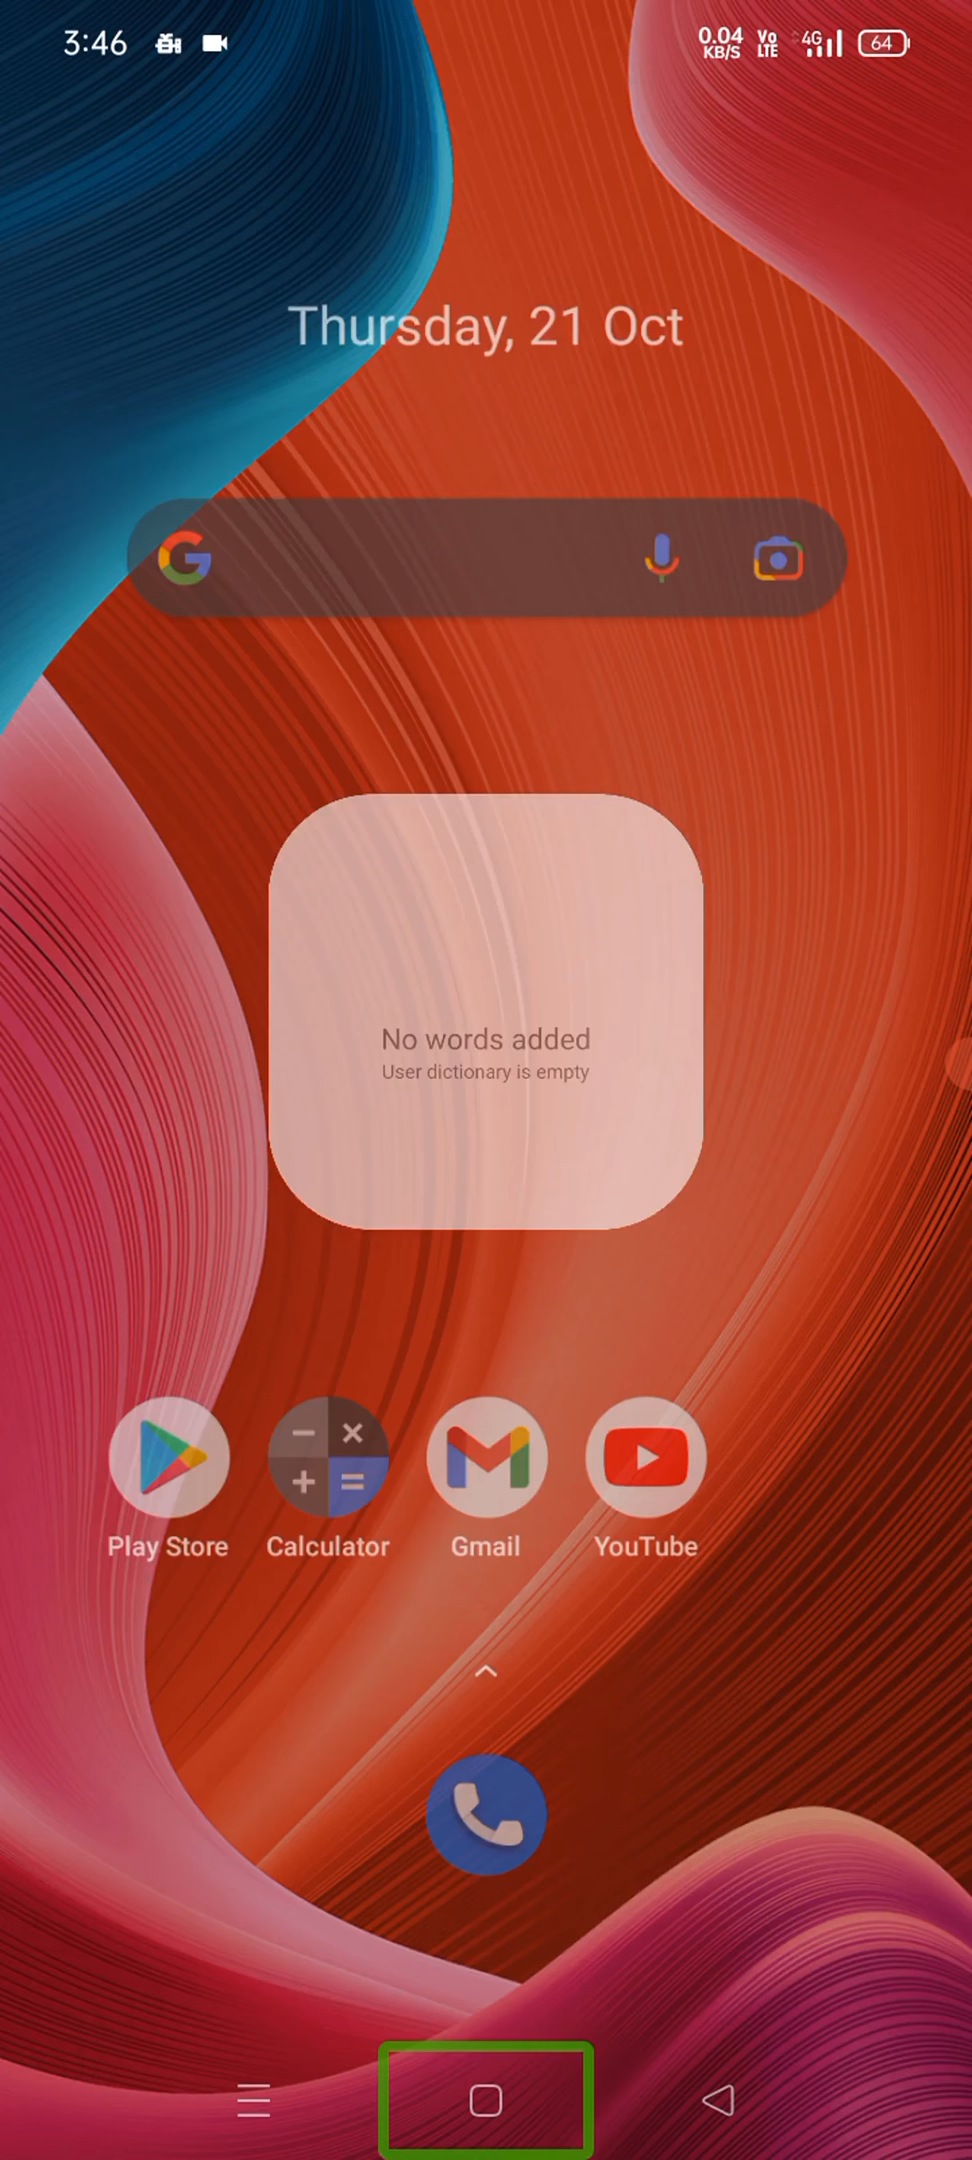 3:46 0.04 KB/S Vo LTE 4G 64
Thursday, 21 Oct
No words added
User dictionary is empty
Play Store Calculator Gmail YouTube